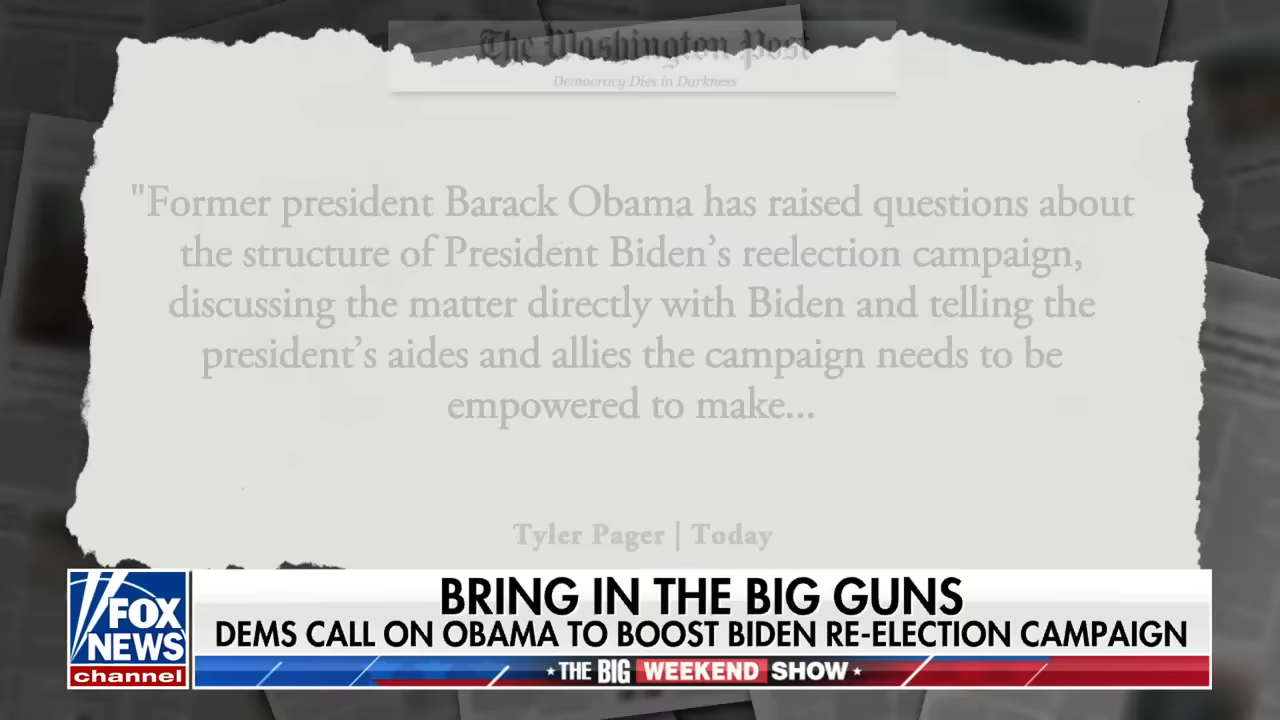 The Washington Post
Democracy Dies in Darkness
"Former president Barack Obama has raised questions about
the structure of President Biden’s reelection campaign,
discussing the matter directly with Biden and telling the
president’s aides and allies the campaign needs to be
empowered to make...
Tyler Pager | Today
BRING IN THE BIG GUNS
DEMS CALL ON OBAMA TO BOOST BIDEN RE-ELECTION CAMPAIGN
FOX
NEWS
channel
THE BIG WEEKEND SHOW